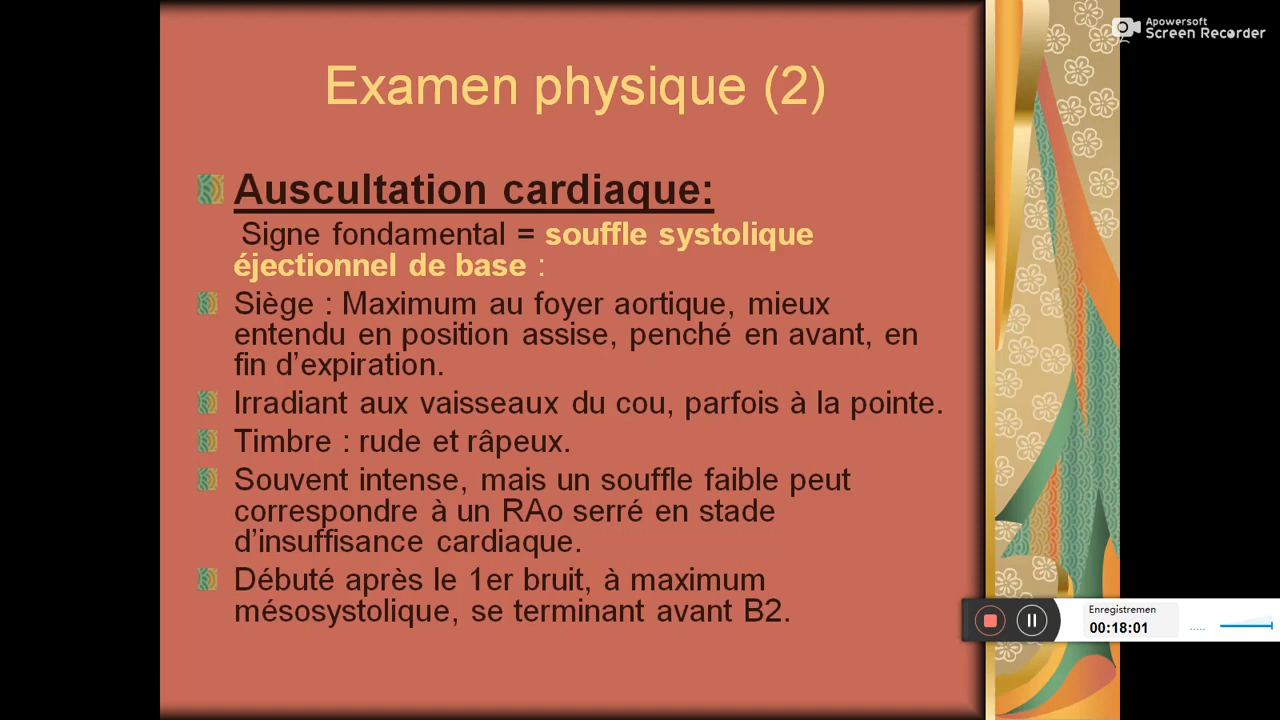 Apowersoft
Screen Recorder
Examen physique (2)
Auscultation cardiaque:
Signe fondamental = souffle systolique
éjectionnel de base :
Siège : Maximum au foyer aortique, mieux
entendu en position assise, penché en avant, en
fin d’expiration.
Irradiant aux vaisseaux du cou, parfois à la pointe.
Timbre : rude et râpeux.
Souvent intense, mais un souffle faible peut
correspondre à un RAo serré en stade
d’insuffisance cardiaque.
Débuté après le 1er bruit, à maximum
mésosystolique, se terminant avant B2.
Enregistremen
00:18:01
.....